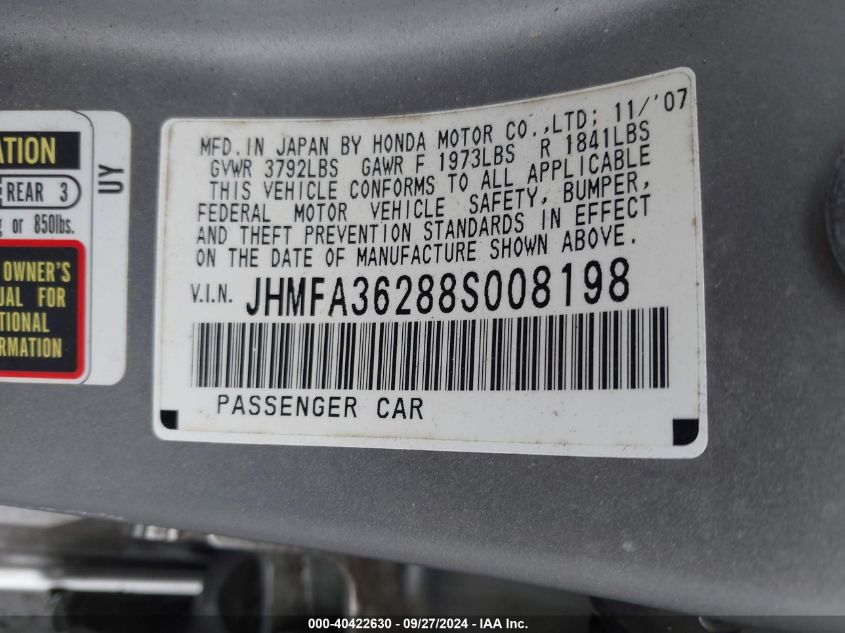 ATION
REAR 3
g or 850lbs.
OWNER'S
UAL FOR
TIONAL
RMATION
UY
MFD. IN JAPAN BY HONDA MOTOR CO.,LTD; 11/'07
GVWR 3792LBS GAWR F 1973LBS R 1841LBS
THIS VEHICLE CONFORMS TO ALL APPLICABLE
FEDERAL MOTOR VEHICLE SAFETY, BUMPER,
AND THEFT PREVENTION STANDARDS IN EFFECT
ON THE DATE OF MANUFACTURE SHOWN ABOVE.
V.I.N. JHMFA36288S008198
PASSENGER CAR
000-40422630 - 09/27/2024 - IAA Inc.